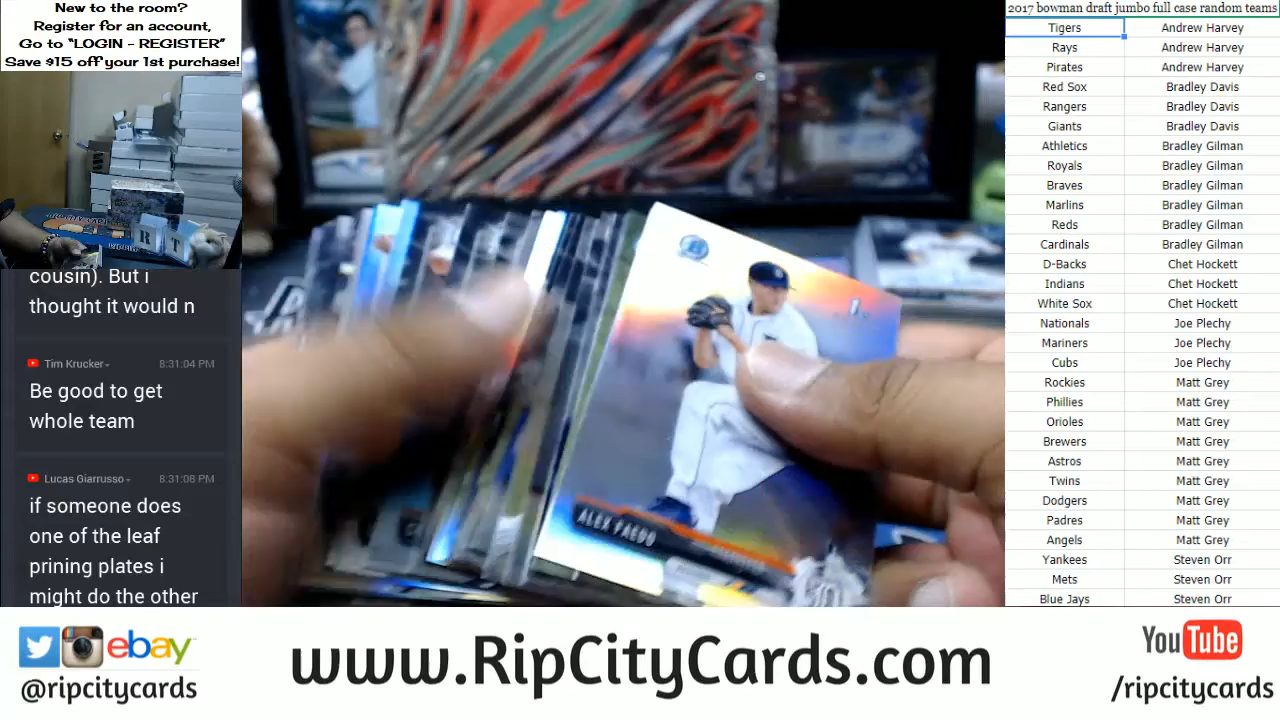 New to the room?
Register for an account,
Go to "LOGIN - REGISTER"
Save $15 off your 1st purchase!
cousin). But i
thought it would n
Tim Krucker 8:31:04 PM
Be good to get
whole team
Lucas Giarrusso 8:31:08 PM
if someone does
one of the leaf
prining plates i
might do the other
R T
ALEX FAEDO
2017 bowman draft jumbo full case random teams
Tigers Andrew Harvey
Rays Andrew Harvey
Pirates Andrew Harvey
Red Sox Bradley Davis
Rangers Bradley Davis
Giants Bradley Davis
Athletics Bradley Gilman
Royals Bradley Gilman
Braves Bradley Gilman
Marlins Bradley Gilman
Reds Bradley Gilman
Cardinals Bradley Gilman
D-Backs Chet Hockett
Indians Chet Hockett
White Sox Chet Hockett
Nationals Joe Plechy
Mariners Joe Plechy
Cubs Joe Plechy
Rockies Matt Grey
Phillies Matt Grey
Orioles Matt Grey
Brewers Matt Grey
Astros Matt Grey
Twins Matt Grey
Dodgers Matt Grey
Padres Matt Grey
Angels Matt Grey
Yankees Steven Orr
Mets Steven Orr
Blue Jays Steven Orr
ebay
@ripcitycards
www.RipCityCards.com
YouTube
/ripcitycards